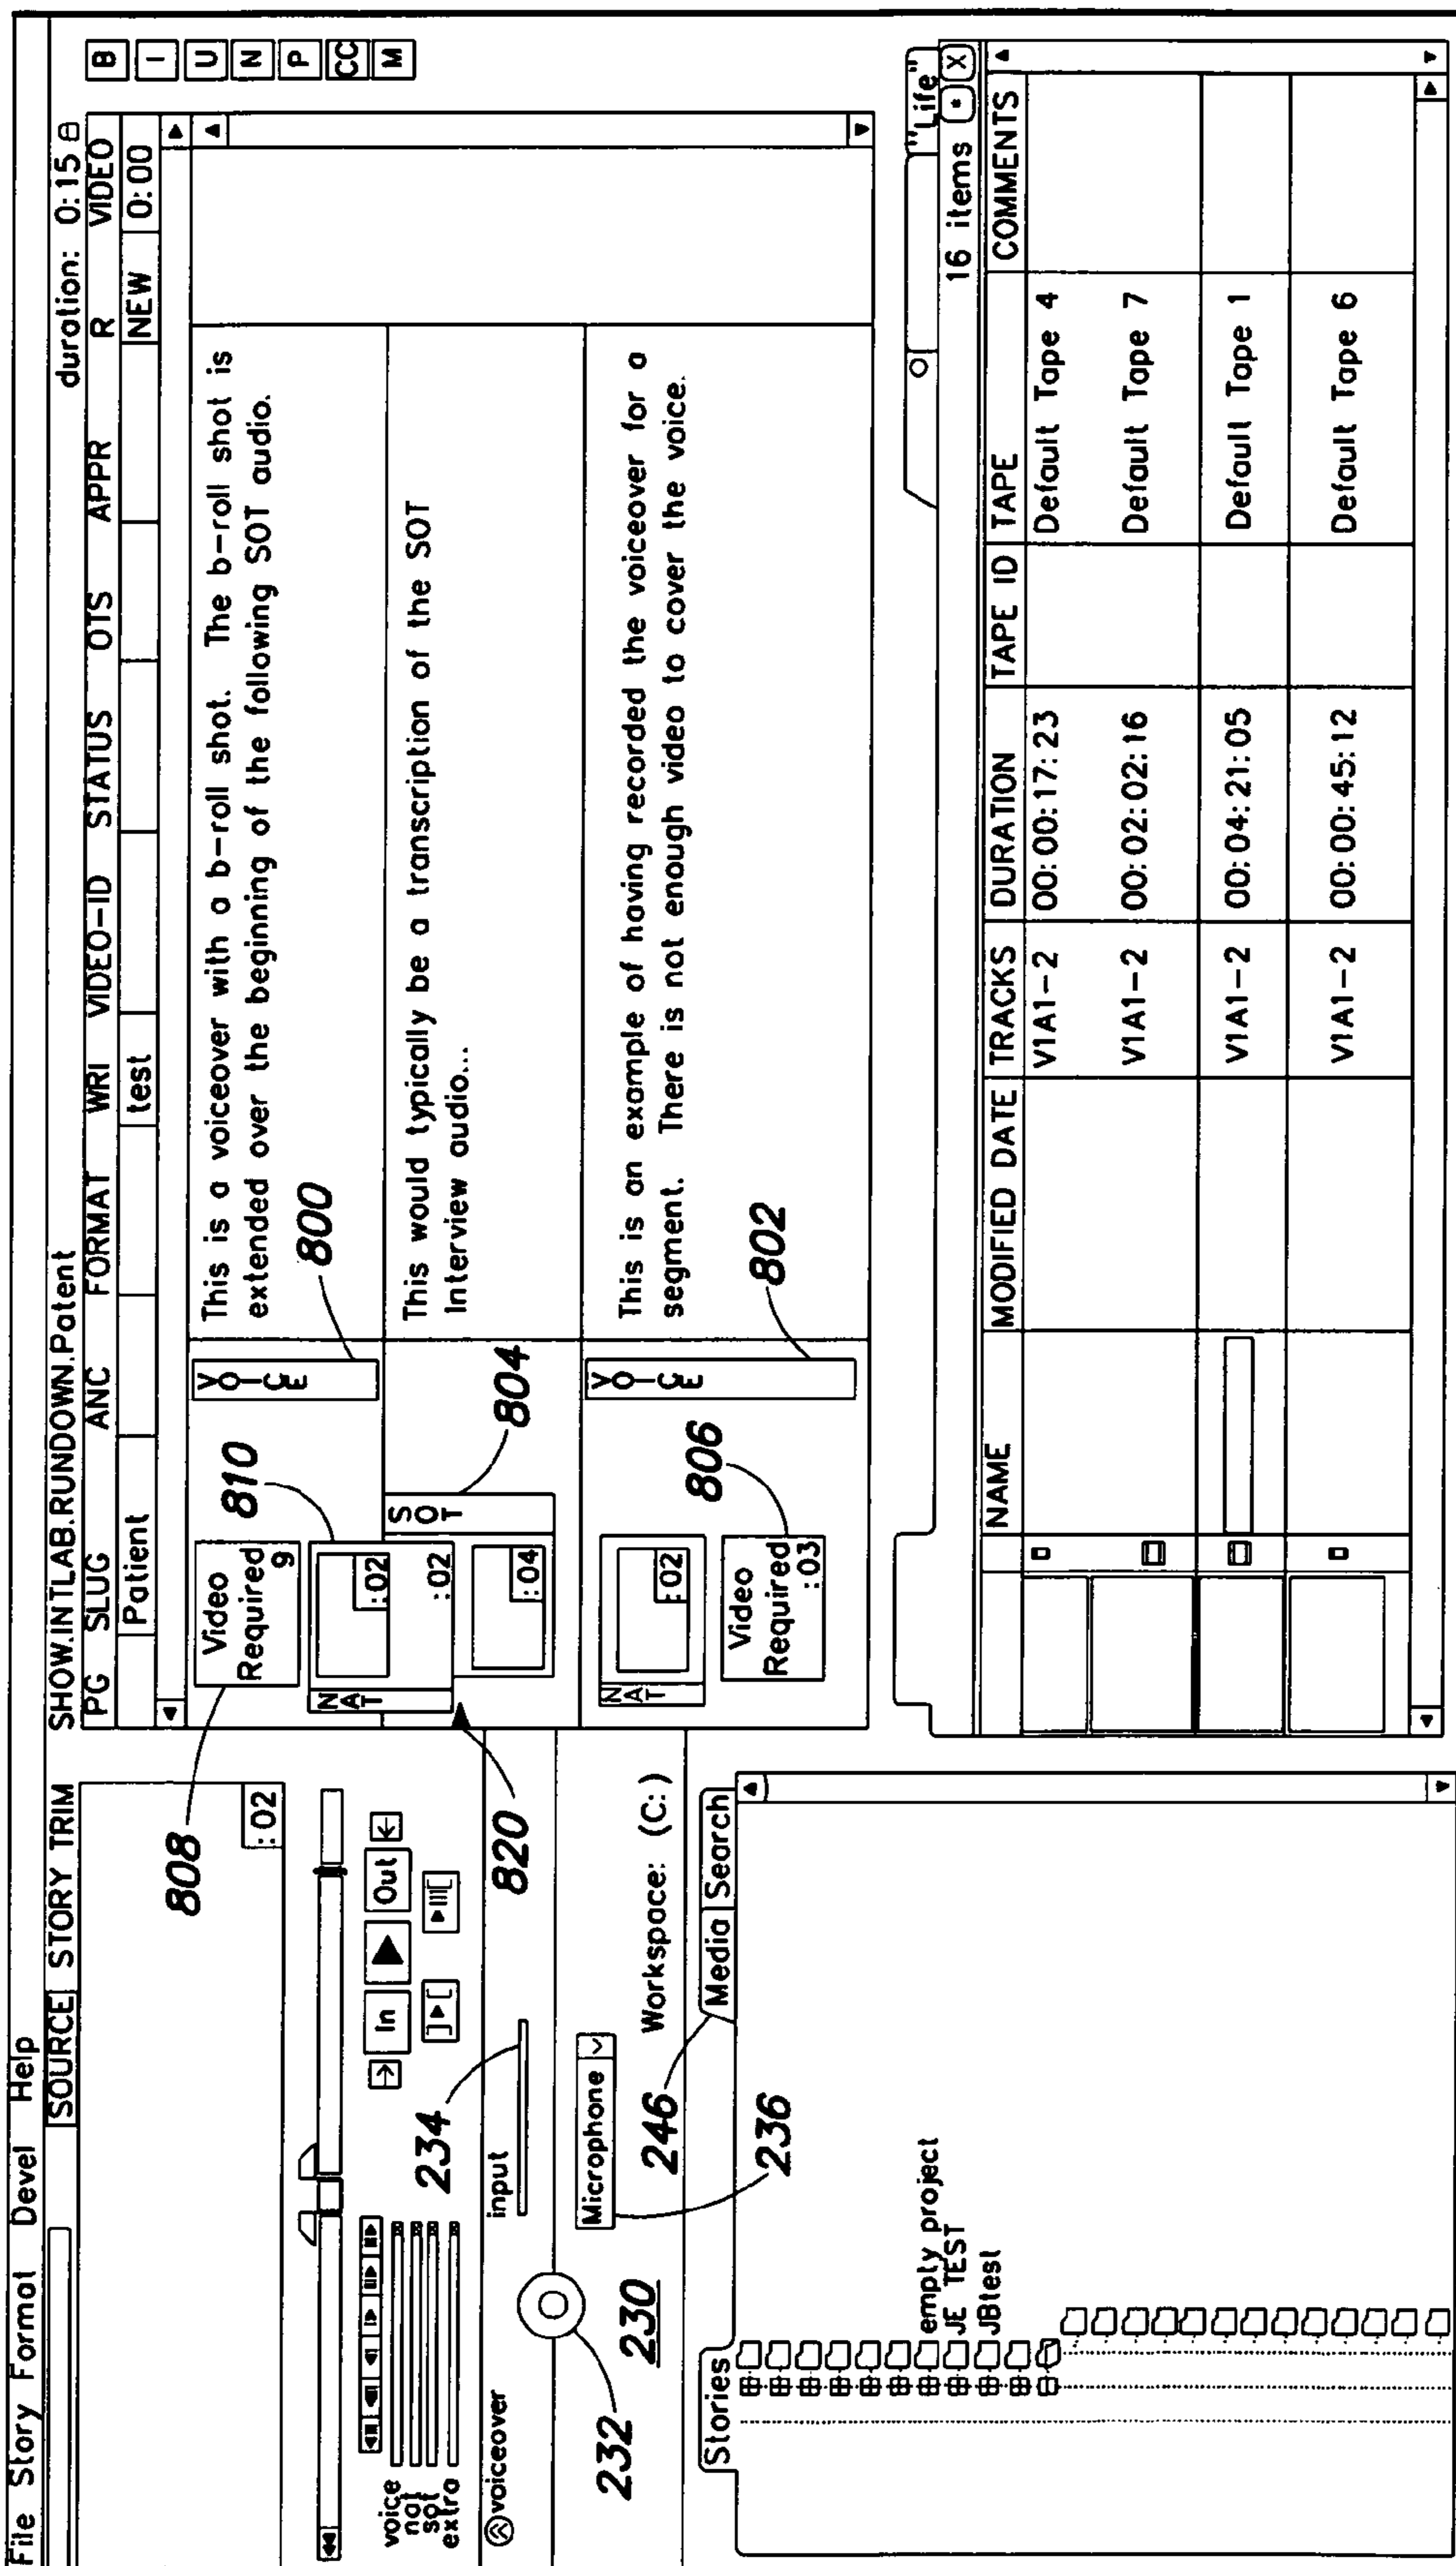 File Story Format Devel Help
SOURCE STORY TRIM
:02
808
In
Out
voice
nat
sot
extra
234
voiceover
input
820
232
230
Microphone
246
Workspace: (C:)
236
Stories
Media
Search
empty project
JE TEST
JBtest
SHOW.INTLAB.RUNDOWN.Patent
duration: 0:15
PG SLUG ANC FORMAT WRI VIDEO-ID STATUS OTS APPR R VIDEO
Patient test NEW 0:00
B
I
U
N
P
CC
M
Video
Required
9
810
VOICE
800
This is a voiceover with a b-roll shot. The b-roll shot is
extended over the beginning of the following SOT audio.
NAT
:02
:02
SOT
804
:04
This would typically be a transcription of the SOT
Interview audio...
NAT
:02
Video
Required
:03
806
VOICE
802
This is an example of having recorded the voiceover for a
segment. There is not enough video to cover the voice.
"Life"
16 items
X
NAME MODIFIED DATE TRACKS DURATION TAPE ID TAPE COMMENTS
V1A1-2 00:00:17:23 Default Tape 4
V1A1-2 00:02:02:16 Default Tape 7
V1A1-2 00:04:21:05 Default Tape 1
V1A1-2 00:00:45:12 Default Tape 6